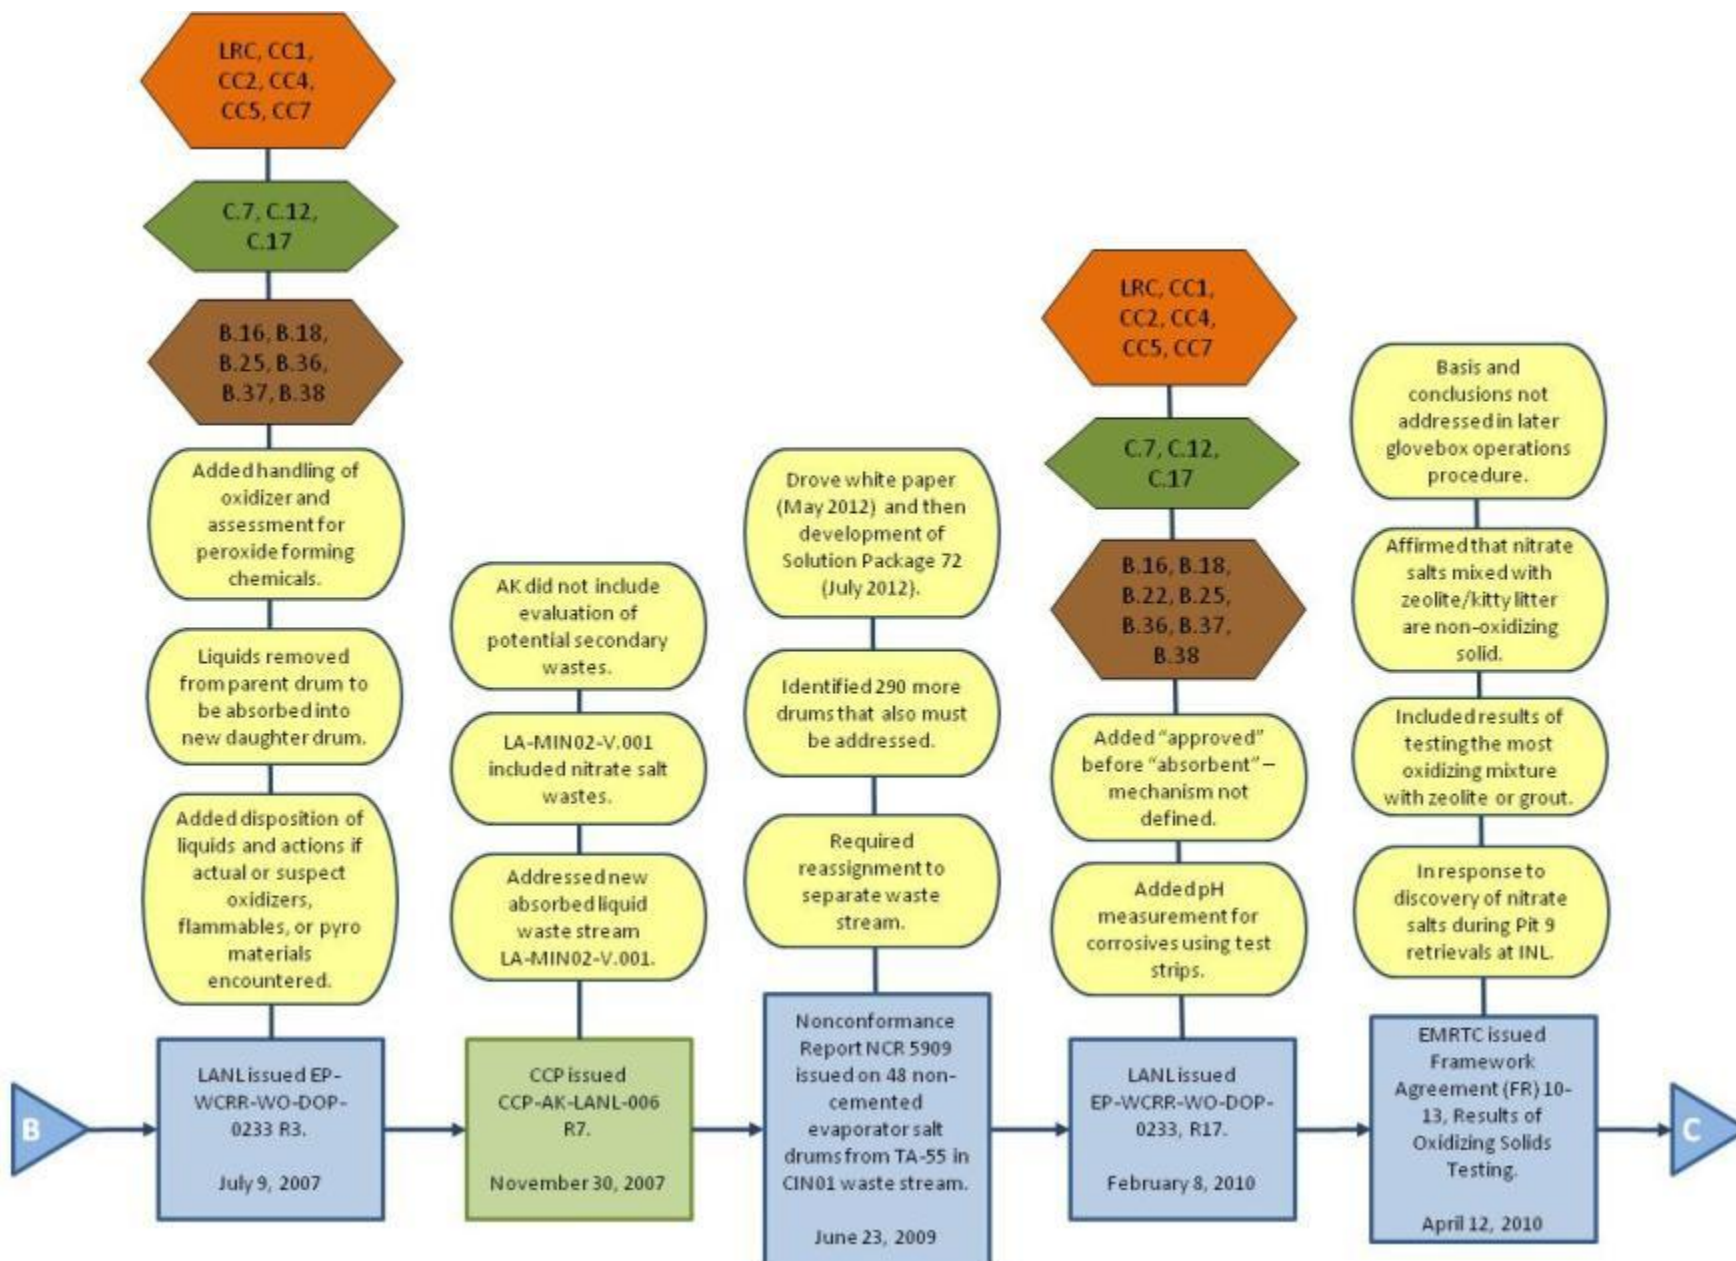 LRC, CC1,
CC2, CC4,
CC5, CC7
C.7, C.12,
C.17
B.16, B.18,
B.25, B.36,
B.37, B.38
Added handling of
oxidizer and
assessment for
peroxide forming
chemicals.
Liquids removed
from parent drum to
be absorbed into
new daughter drum.
Added disposition of
liquids and actions if
actual or suspect
oxidizers,
flammables, or pyro
materials
encountered.
LANL issued EP-
WCRR-WO-DOP-
0233 R3.
July 9, 2007
AK did not include
evaluation of
potential secondary
wastes.
LA-MIN02-V.001
included nitrate salt
wastes.
Addressed new
absorbed liquid
waste stream
LA-MIN02-V.001.
CCP issued
CCP-AK-LANL-006
R7.
November 30, 2007
Drove white paper
(May 2012) and then
development of
Solution Package 72
(July 2012).
Identified 290 more
drums that also must
be addressed.
Required
reassignment to
separate waste
stream.
Nonconformance
Report NCR 5909
issued on 48 non-
cemented
evaporator salt
drums from TA-55 in
CIN01 waste stream.
June 23, 2009
LRC, CC1,
CC2, CC4,
CC5, CC7
C.7, C.12,
C.17
B.16, B.18,
B.22, B.25,
B.36, B.37,
B.38
Added “approved”
before “absorbent” –
mechanism not
defined.
Added pH
measurement for
corrosives using test
strips.
LANL issued
EP-WCRR-WO-DOP-
0233, R17.
February 8, 2010
Basis and
conclusions not
addressed in later
glovebox operations
procedure.
Affirmed that nitrate
salts mixed with
zeolite/kitty litter
are non-oxidizing
solid.
Included results of
testing the most
oxidizing mixture
with zeolite or grout.
In response to
discovery of nitrate
salts during Pit 9
retrievals at INL.
EMRTC issued
Framework
Agreement (FR) 10-
13, Results of
Oxidizing Solids
Testing.
April 12, 2010
B
C